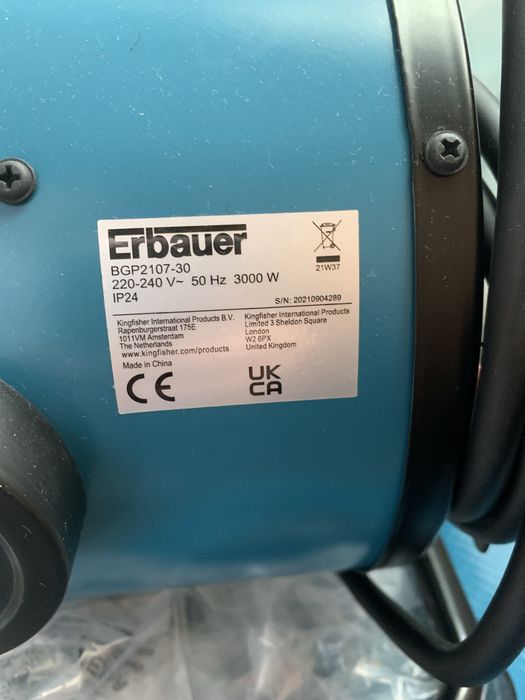 Erbauer
BGP2107-30
220-240 V~ 50 Hz 3000 W
IP24
21W37
S/N: 20210904289
Kingfisher International Products B.V.
Rapenburgerstraat 175E
1011VM Amsterdam
The Netherlands
www.kingfisher.com/products
Kingfisher International Products
Limited 3 Sheldon Square
London
W2 6PX
United Kingdom
Made in China
CE
UK
CA